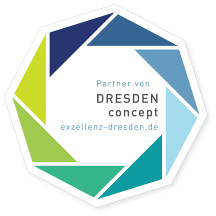 Partner von
DRESDEN
concept
exzellenz-dresden.de